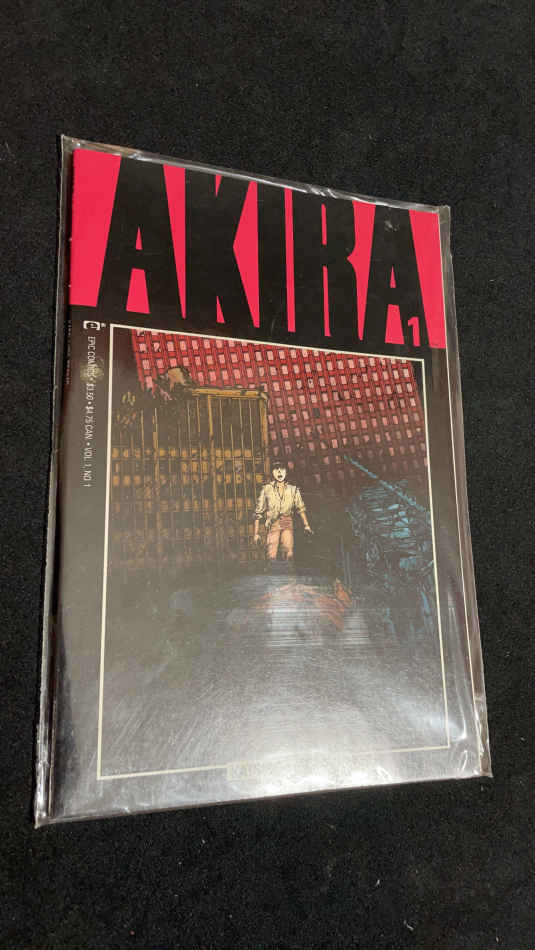 AKIRA
1
EPIC COMICS • $3.50 • $4.75 CAN • VOL 1, NO 1